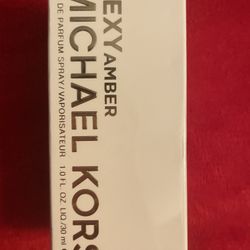 EXY AMBER
MICHAEL KORS
DE PARFUM SPRAY/VAPORISATEUR 1.0 FL. OZ. LIQ./30 ml